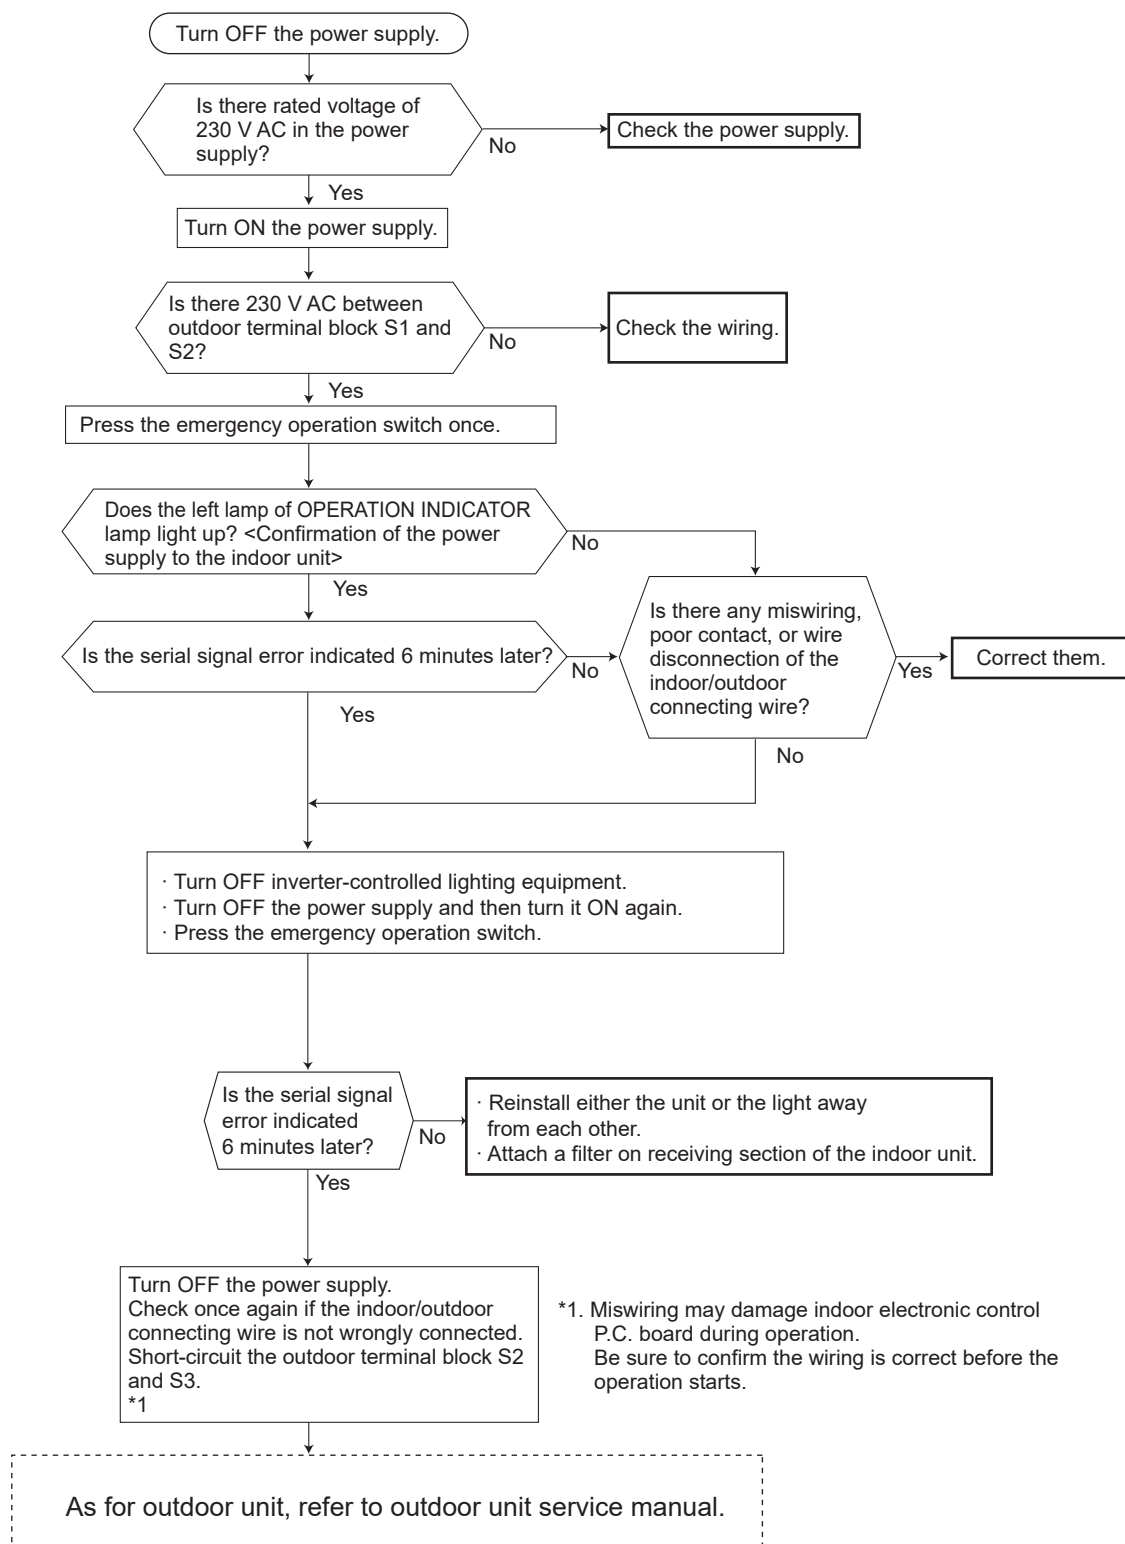 Turn OFF the power supply.
Is there rated voltage of
230 V AC in the power
supply?
No
Check the power supply.
Yes
Turn ON the power supply.
Is there 230 V AC between
outdoor terminal block S1 and
S2?
No
Check the wiring.
Yes
Press the emergency operation switch once.
Does the left lamp of OPERATION INDICATOR
lamp light up? <Confirmation of the power
supply to the indoor unit>
No
Yes
Is the serial signal error indicated 6 minutes later?
No
Yes
Is there any miswiring,
poor contact, or wire
disconnection of the
indoor/outdoor
connecting wire?
Yes
Correct them.
No
· Turn OFF inverter-controlled lighting equipment.
· Turn OFF the power supply and then turn it ON again.
· Press the emergency operation switch.
Is the serial signal
error indicated
6 minutes later?
No
· Reinstall either the unit or the light away
from each other.
· Attach a filter on receiving section of the indoor unit.
Yes
Turn OFF the power supply.
Check once again if the indoor/outdoor
connecting wire is not wrongly connected.
Short-circuit the outdoor terminal block S2
and S3.
*1
*1. Miswiring may damage indoor electronic control
P.C. board during operation.
Be sure to confirm the wiring is correct before the
operation starts.
As for outdoor unit, refer to outdoor unit service manual.